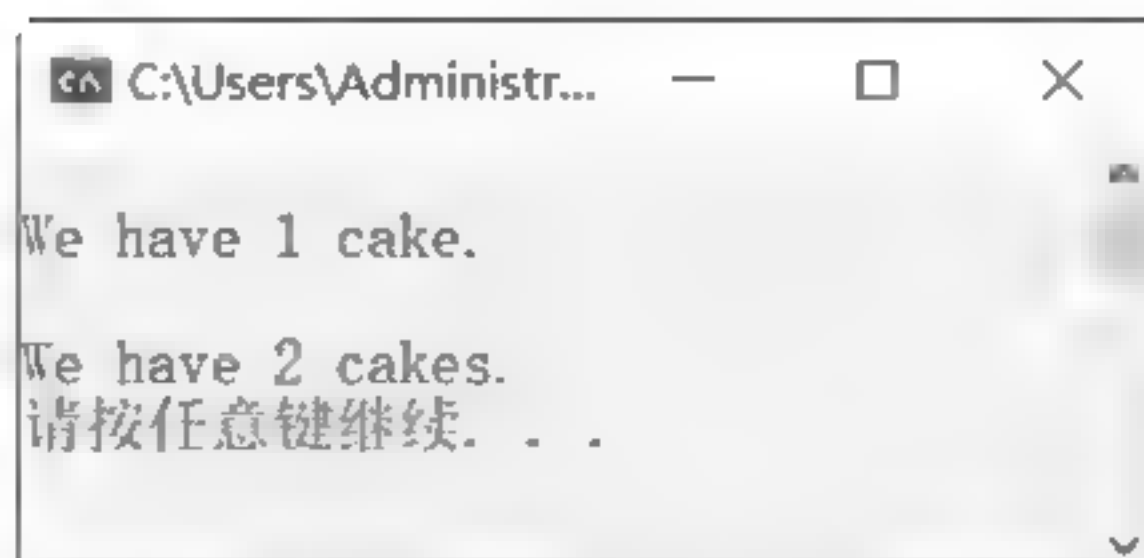 C:\Users\Administr...
We have 1 cake.
We have 2 cakes.
请按任意键继续. . .